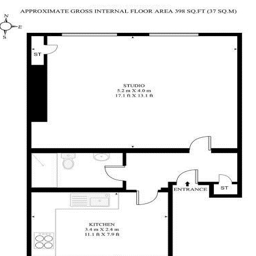 APPROXIMATE GROSS INTERNAL FLOOR AREA 398 SQ.FT (37 SQ.M)
N
S
ST
STUDIO
5.2 M X 4.0 M
17.1 FT X 13.1 FT
ENTRANCE
ST
KITCHEN
3.4 M X 2.4 M
11.1 FT X 7.9 FT